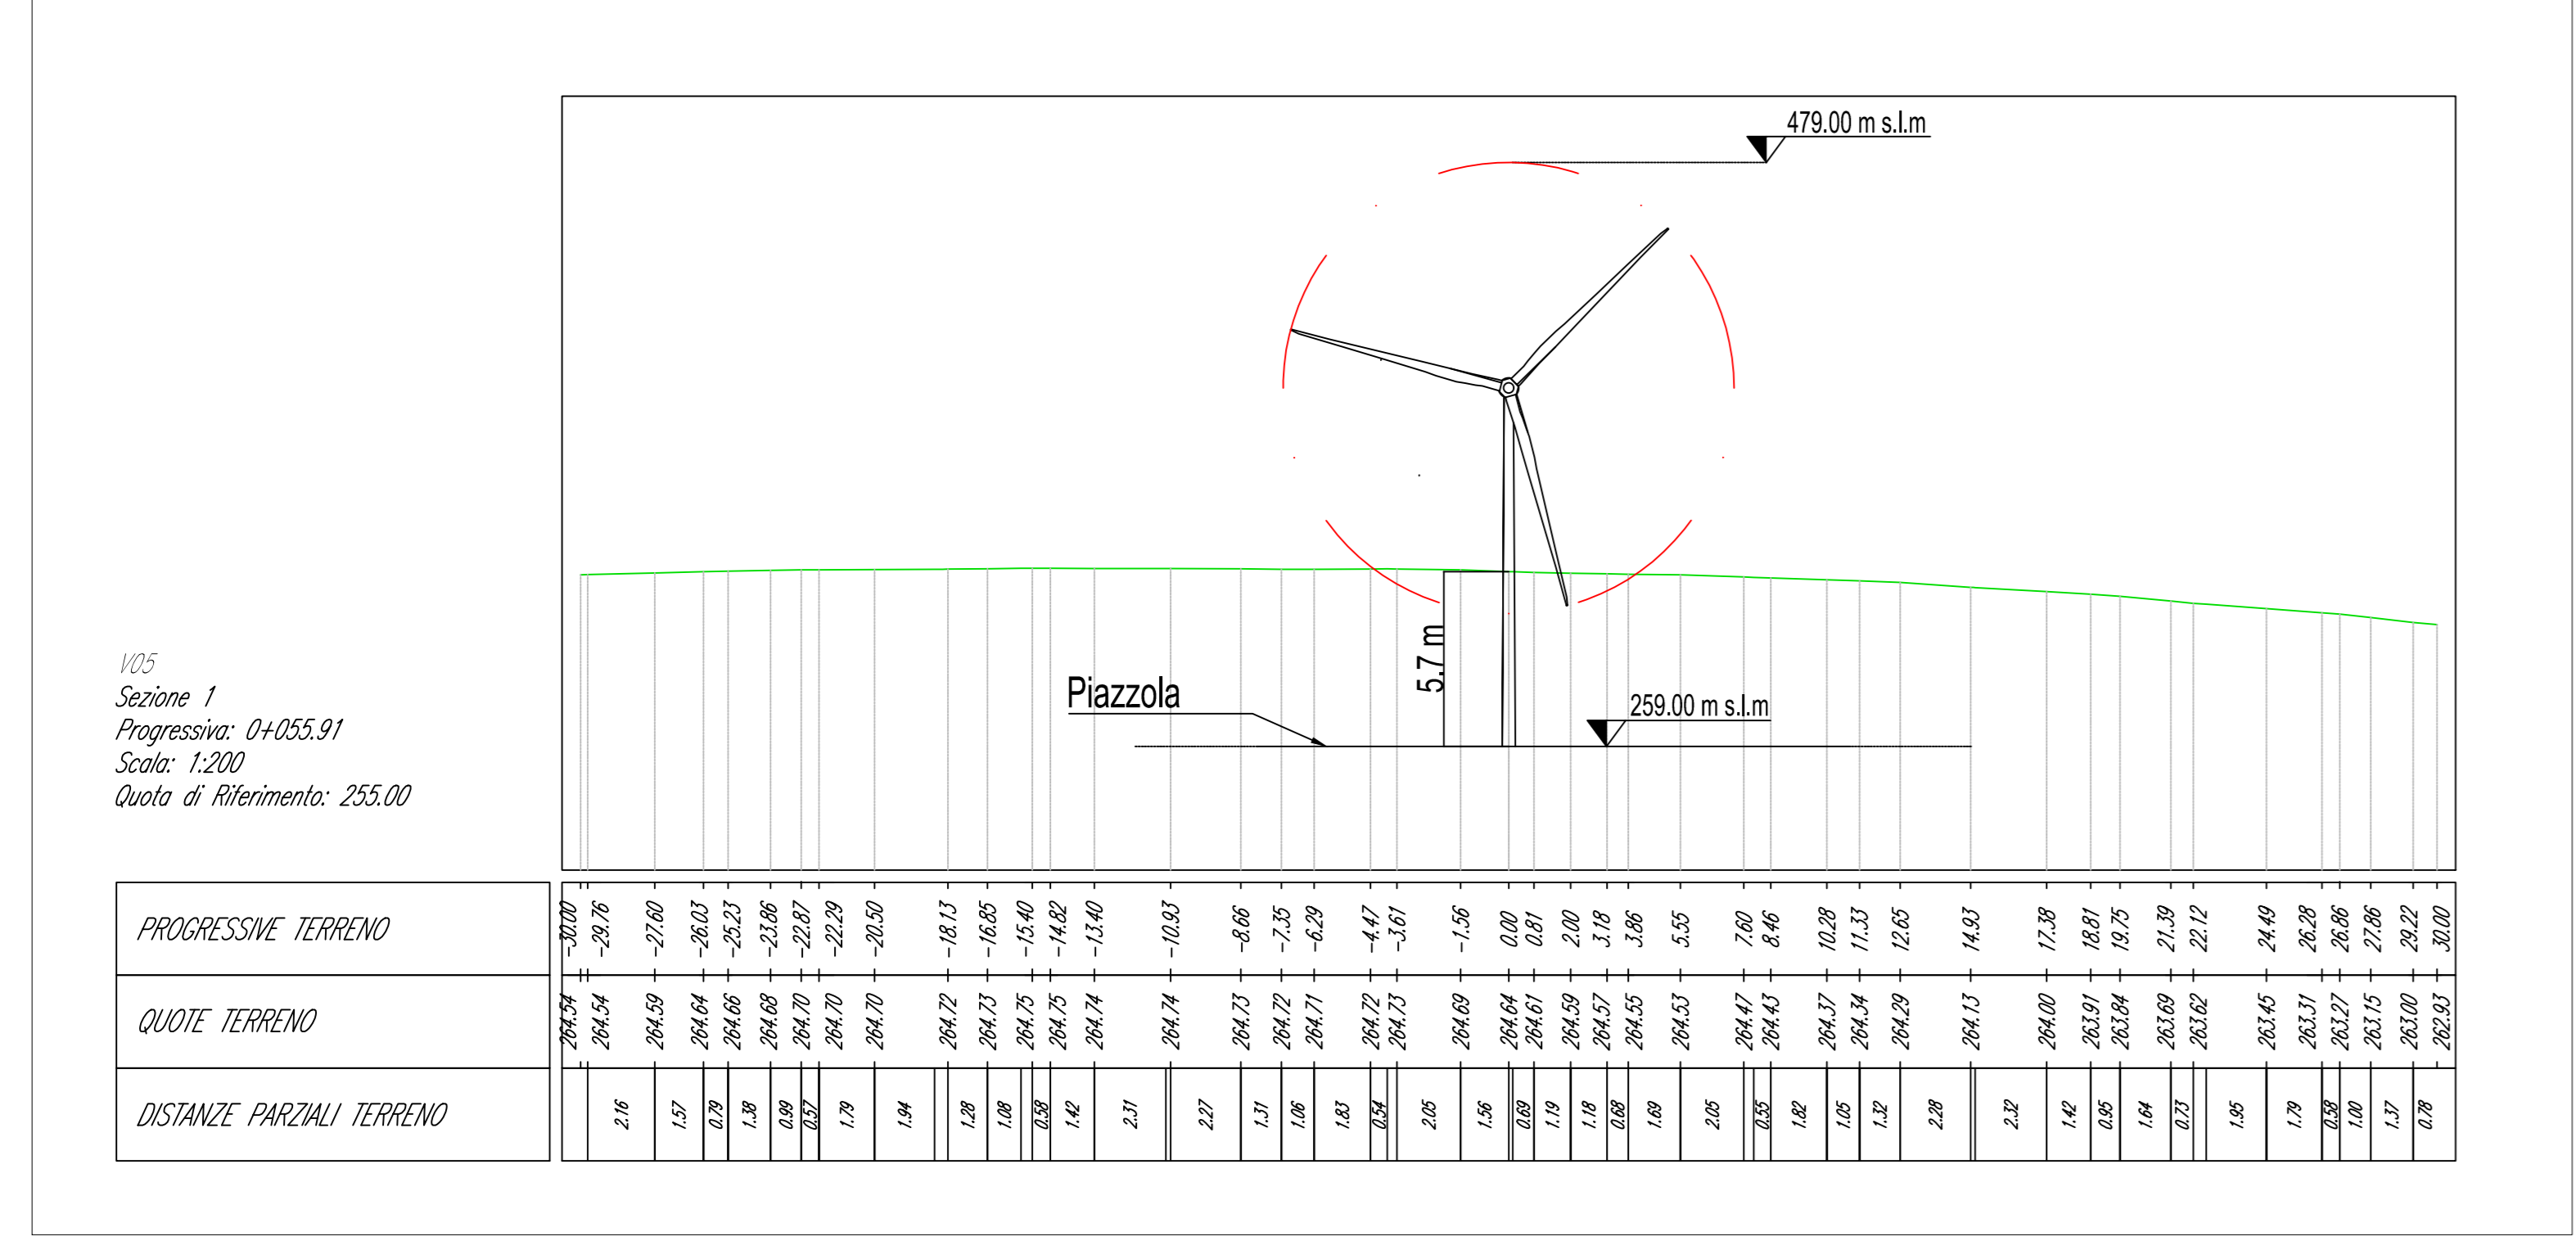 479.00 m s.l.m
5.7 m
Piazzola
259.00 m s.l.m
V05
Sezione 1
Progressiva: 0+055.91
Scala: 1:200
Quota di Riferimento: 255.00
PROGRESSIVE TERRENO -30.00 -29.76 -27.60 -26.03 -25.23 -23.86 -22.87 -22.29 -20.50 -18.13 -16.85 -15.40 -14.82 -13.40 -10.93 -8.66 -7.35 -6.29 -4.47 -3.61 -1.56 0.00 0.81 2.00 3.18 3.86 5.55 7.60 8.46 10.28 11.33 12.65 14.93 17.38 18.81 19.75 21.39 22.12 24.49 26.28 26.86 27.86 29.22 30.00
QUOTE TERRENO 264.54 264.54 264.59 264.64 264.66 264.68 264.70 264.70 264.70 264.72 264.73 264.75 264.75 264.74 264.74 264.73 264.72 264.71 264.72 264.73 264.69 264.64 264.61 264.59 264.57 264.55 264.53 264.47 264.43 264.37 264.34 264.29 264.13 264.00 263.91 263.84 263.69 263.62 263.45 263.31 263.27 263.15 263.00 262.93
DISTANZE PARZIALI TERRENO 2.16 1.57 0.79 1.38 0.99 0.57 1.79 1.94 1.28 1.08 0.58 1.42 2.31 2.27 1.31 1.06 1.83 0.54 2.05 1.56 0.69 1.19 1.18 0.68 1.69 2.05 0.55 1.82 1.05 1.32 2.28 2.32 1.42 0.95 1.64 0.73 1.95 1.79 0.58 1.00 1.37 0.78